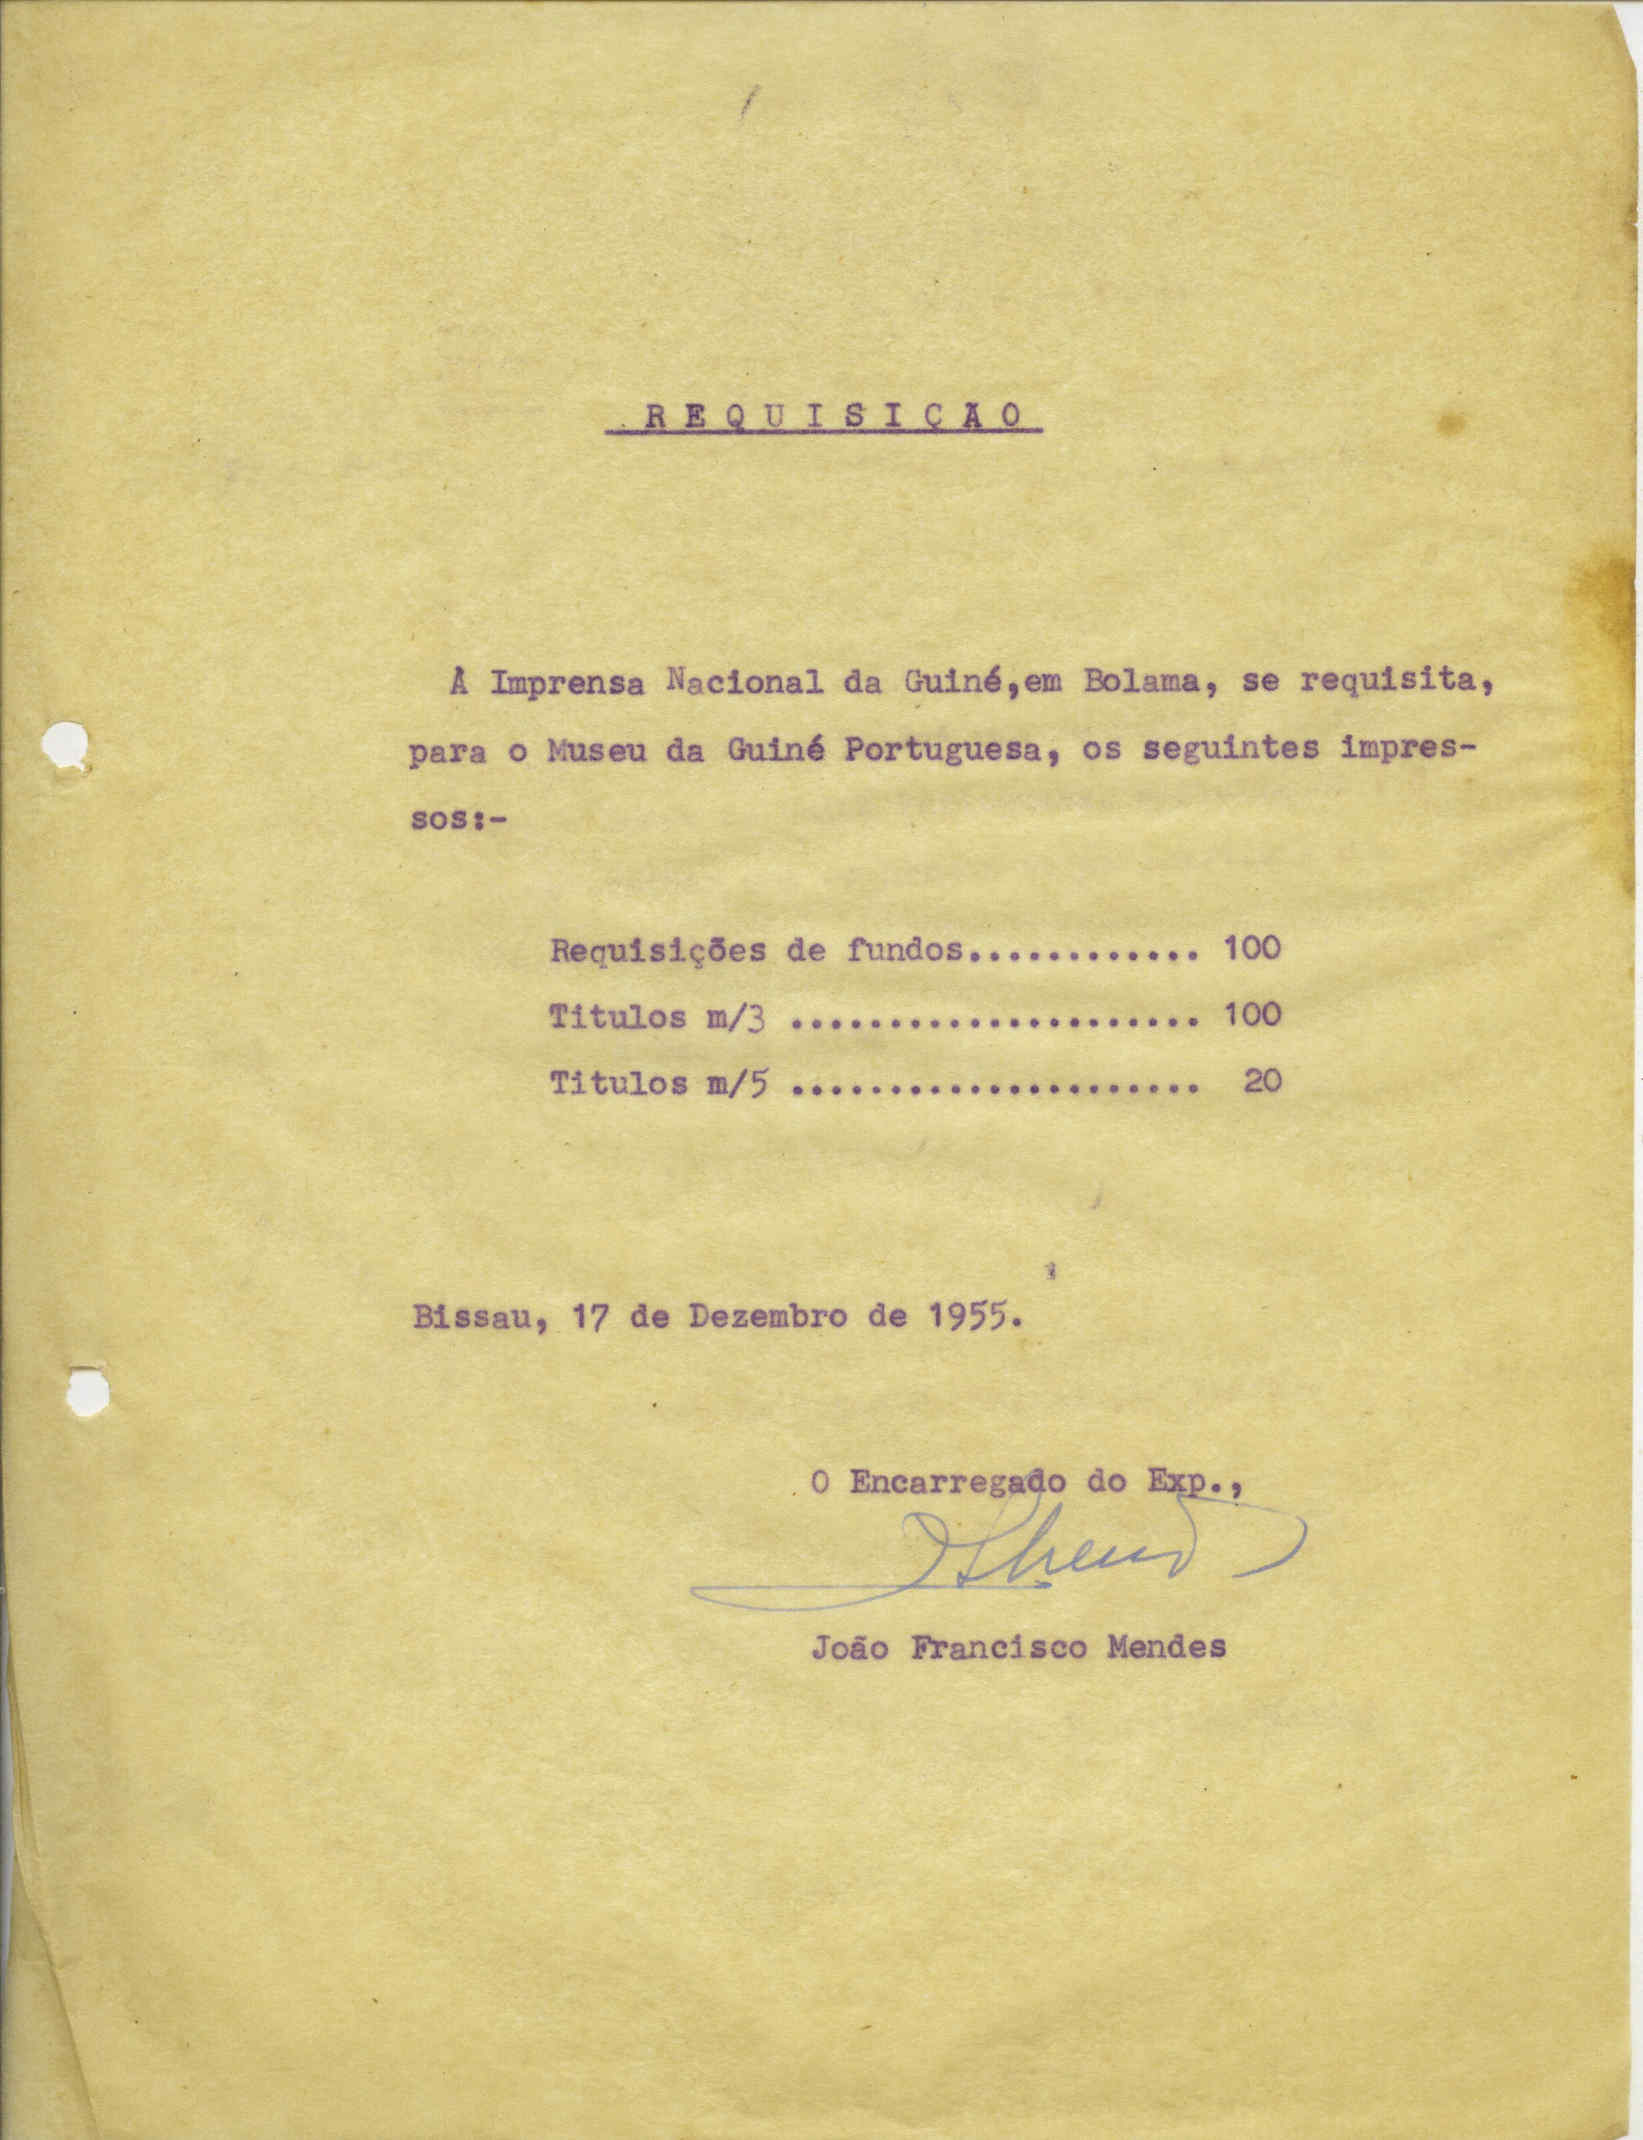 REQUISIÇÃO
À Imprensa Nacional da Guiné,em Bolama, se requisita,
para o Museu da Guiné Portuguesa, os seguintes impres-
sos:-
Requisições de fundos............ 100
Titulos m/3 ..................... 100
Titulos m/5 ..................... 20
Bissau, 17 de Dezembro de 1955.
O Encarregado do Exp.,
João Francisco Mendes